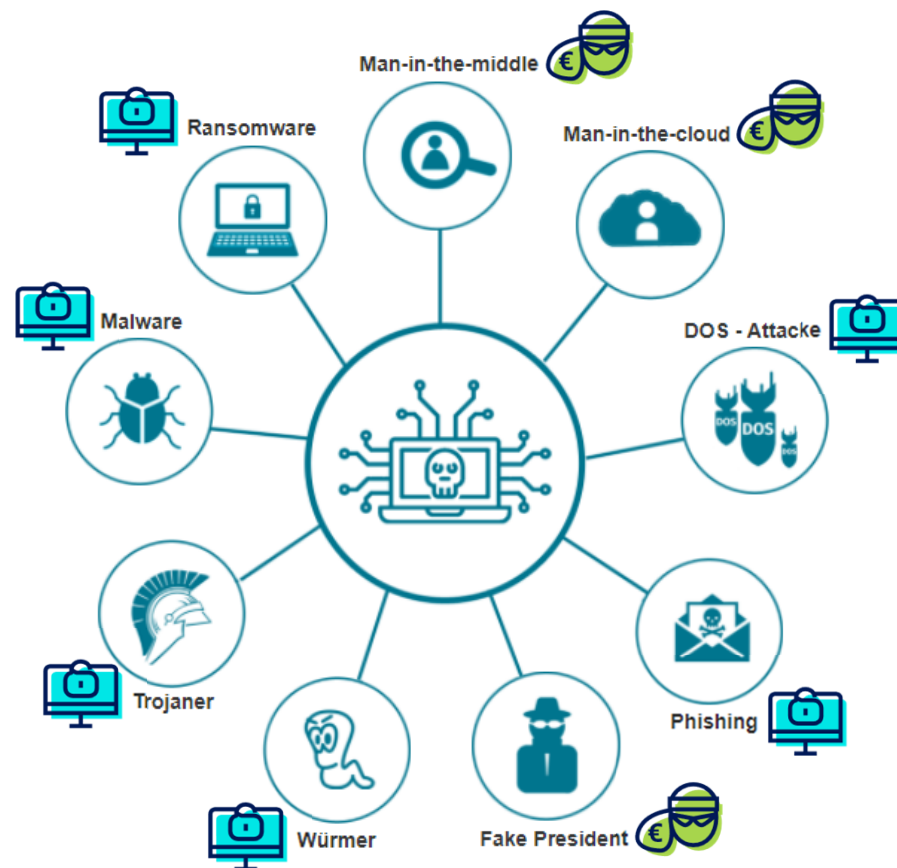 Man-in-the-middle
€
Man-in-the-cloud
€
Ransomware
Malware
DOS - Attacke
DOS
DOS
DOS
Trojaner
Phishing
Würmer
Fake President
€